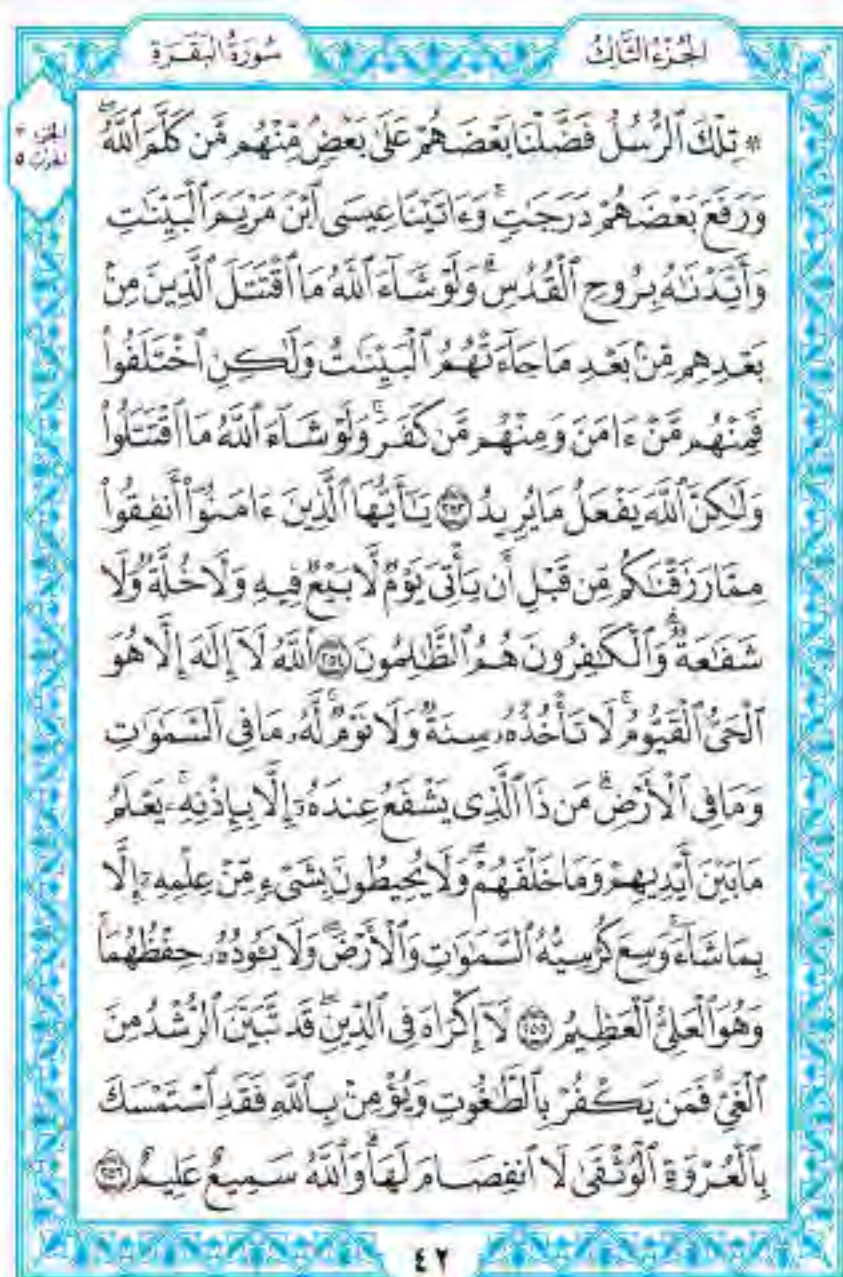 الجُزْءُ الثَّالِثُ
سُورَةُ البَقَرَةِ
الجزء ٣
الحزب ٥
۞ تِلۡكَ ٱلرُّسُلُ فَضَّلۡنَا بَعۡضَهُمۡ عَلَىٰ بَعۡضٖۘ مِّنۡهُم مَّن كَلَّمَ ٱللَّهُۖ
وَرَفَعَ بَعۡضَهُمۡ دَرَجَٰتٖۚ وَءَاتَيۡنَا عِيسَى ٱبۡنَ مَرۡيَمَ ٱلۡبَيِّنَٰتِ
وَأَيَّدۡنَٰهُ بِرُوحِ ٱلۡقُدُسِۗ وَلَوۡ شَآءَ ٱللَّهُ مَا ٱقۡتَتَلَ ٱلَّذِينَ مِنۢ
بَعۡدِهِم مِّنۢ بَعۡدِ مَا جَآءَتۡهُمُ ٱلۡبَيِّنَٰتُ وَلَٰكِنِ ٱخۡتَلَفُواْ
فَمِنۡهُم مَّنۡ ءَامَنَ وَمِنۡهُم مَّن كَفَرَۚ وَلَوۡ شَآءَ ٱللَّهُ مَا ٱقۡتَتَلُواْ
وَلَٰكِنَّ ٱللَّهَ يَفۡعَلُ مَا يُرِيدُ ٢٥٣ يَٰٓأَيُّهَا ٱلَّذِينَ ءَامَنُوٓاْ أَنفِقُواْ
مِمَّا رَزَقۡنَٰكُم مِّن قَبۡلِ أَن يَأۡتِيَ يَوۡمٞ لَّا بَيۡعٞ فِيهِ وَلَا خُلَّةٞ وَلَا
شَفَٰعَةٞۗ وَٱلۡكَٰفِرُونَ هُمُ ٱلظَّٰلِمُونَ ٢٥٤ ٱللَّهُ لَآ إِلَٰهَ إِلَّا هُوَ
ٱلۡحَيُّ ٱلۡقَيُّومُۚ لَا تَأۡخُذُهُۥ سِنَةٞ وَلَا نَوۡمٞۚ لَّهُۥ مَا فِي ٱلسَّمَٰوَٰتِ
وَمَا فِي ٱلۡأَرۡضِۗ مَن ذَا ٱلَّذِي يَشۡفَعُ عِندَهُۥٓ إِلَّا بِإِذۡنِهِۦۚ يَعۡلَمُ
مَا بَيۡنَ أَيۡدِيهِمۡ وَمَا خَلۡفَهُمۡۖ وَلَا يُحِيطُونَ بِشَيۡءٖ مِّنۡ عِلۡمِهِۦٓ إِلَّا
بِمَا شَآءَۚ وَسِعَ كُرۡسِيُّهُ ٱلسَّمَٰوَٰتِ وَٱلۡأَرۡضَۖ وَلَا يَـُٔودُهُۥ حِفۡظُهُمَاۚ
وَهُوَ ٱلۡعَلِيُّ ٱلۡعَظِيمُ ٢٥٥ لَآ إِكۡرَاهَ فِي ٱلدِّينِۖ قَد تَّبَيَّنَ ٱلرُّشۡدُ مِنَ
ٱلۡغَيِّۚ فَمَن يَكۡفُرۡ بِٱلطَّٰغُوتِ وَيُؤۡمِنۢ بِٱللَّهِ فَقَدِ ٱسۡتَمۡسَكَ
بِٱلۡعُرۡوَةِ ٱلۡوُثۡقَىٰ لَا ٱنفِصَامَ لَهَاۗ وَٱللَّهُ سَمِيعٌ عَلِيمٌ ٢٥٦
٤٢